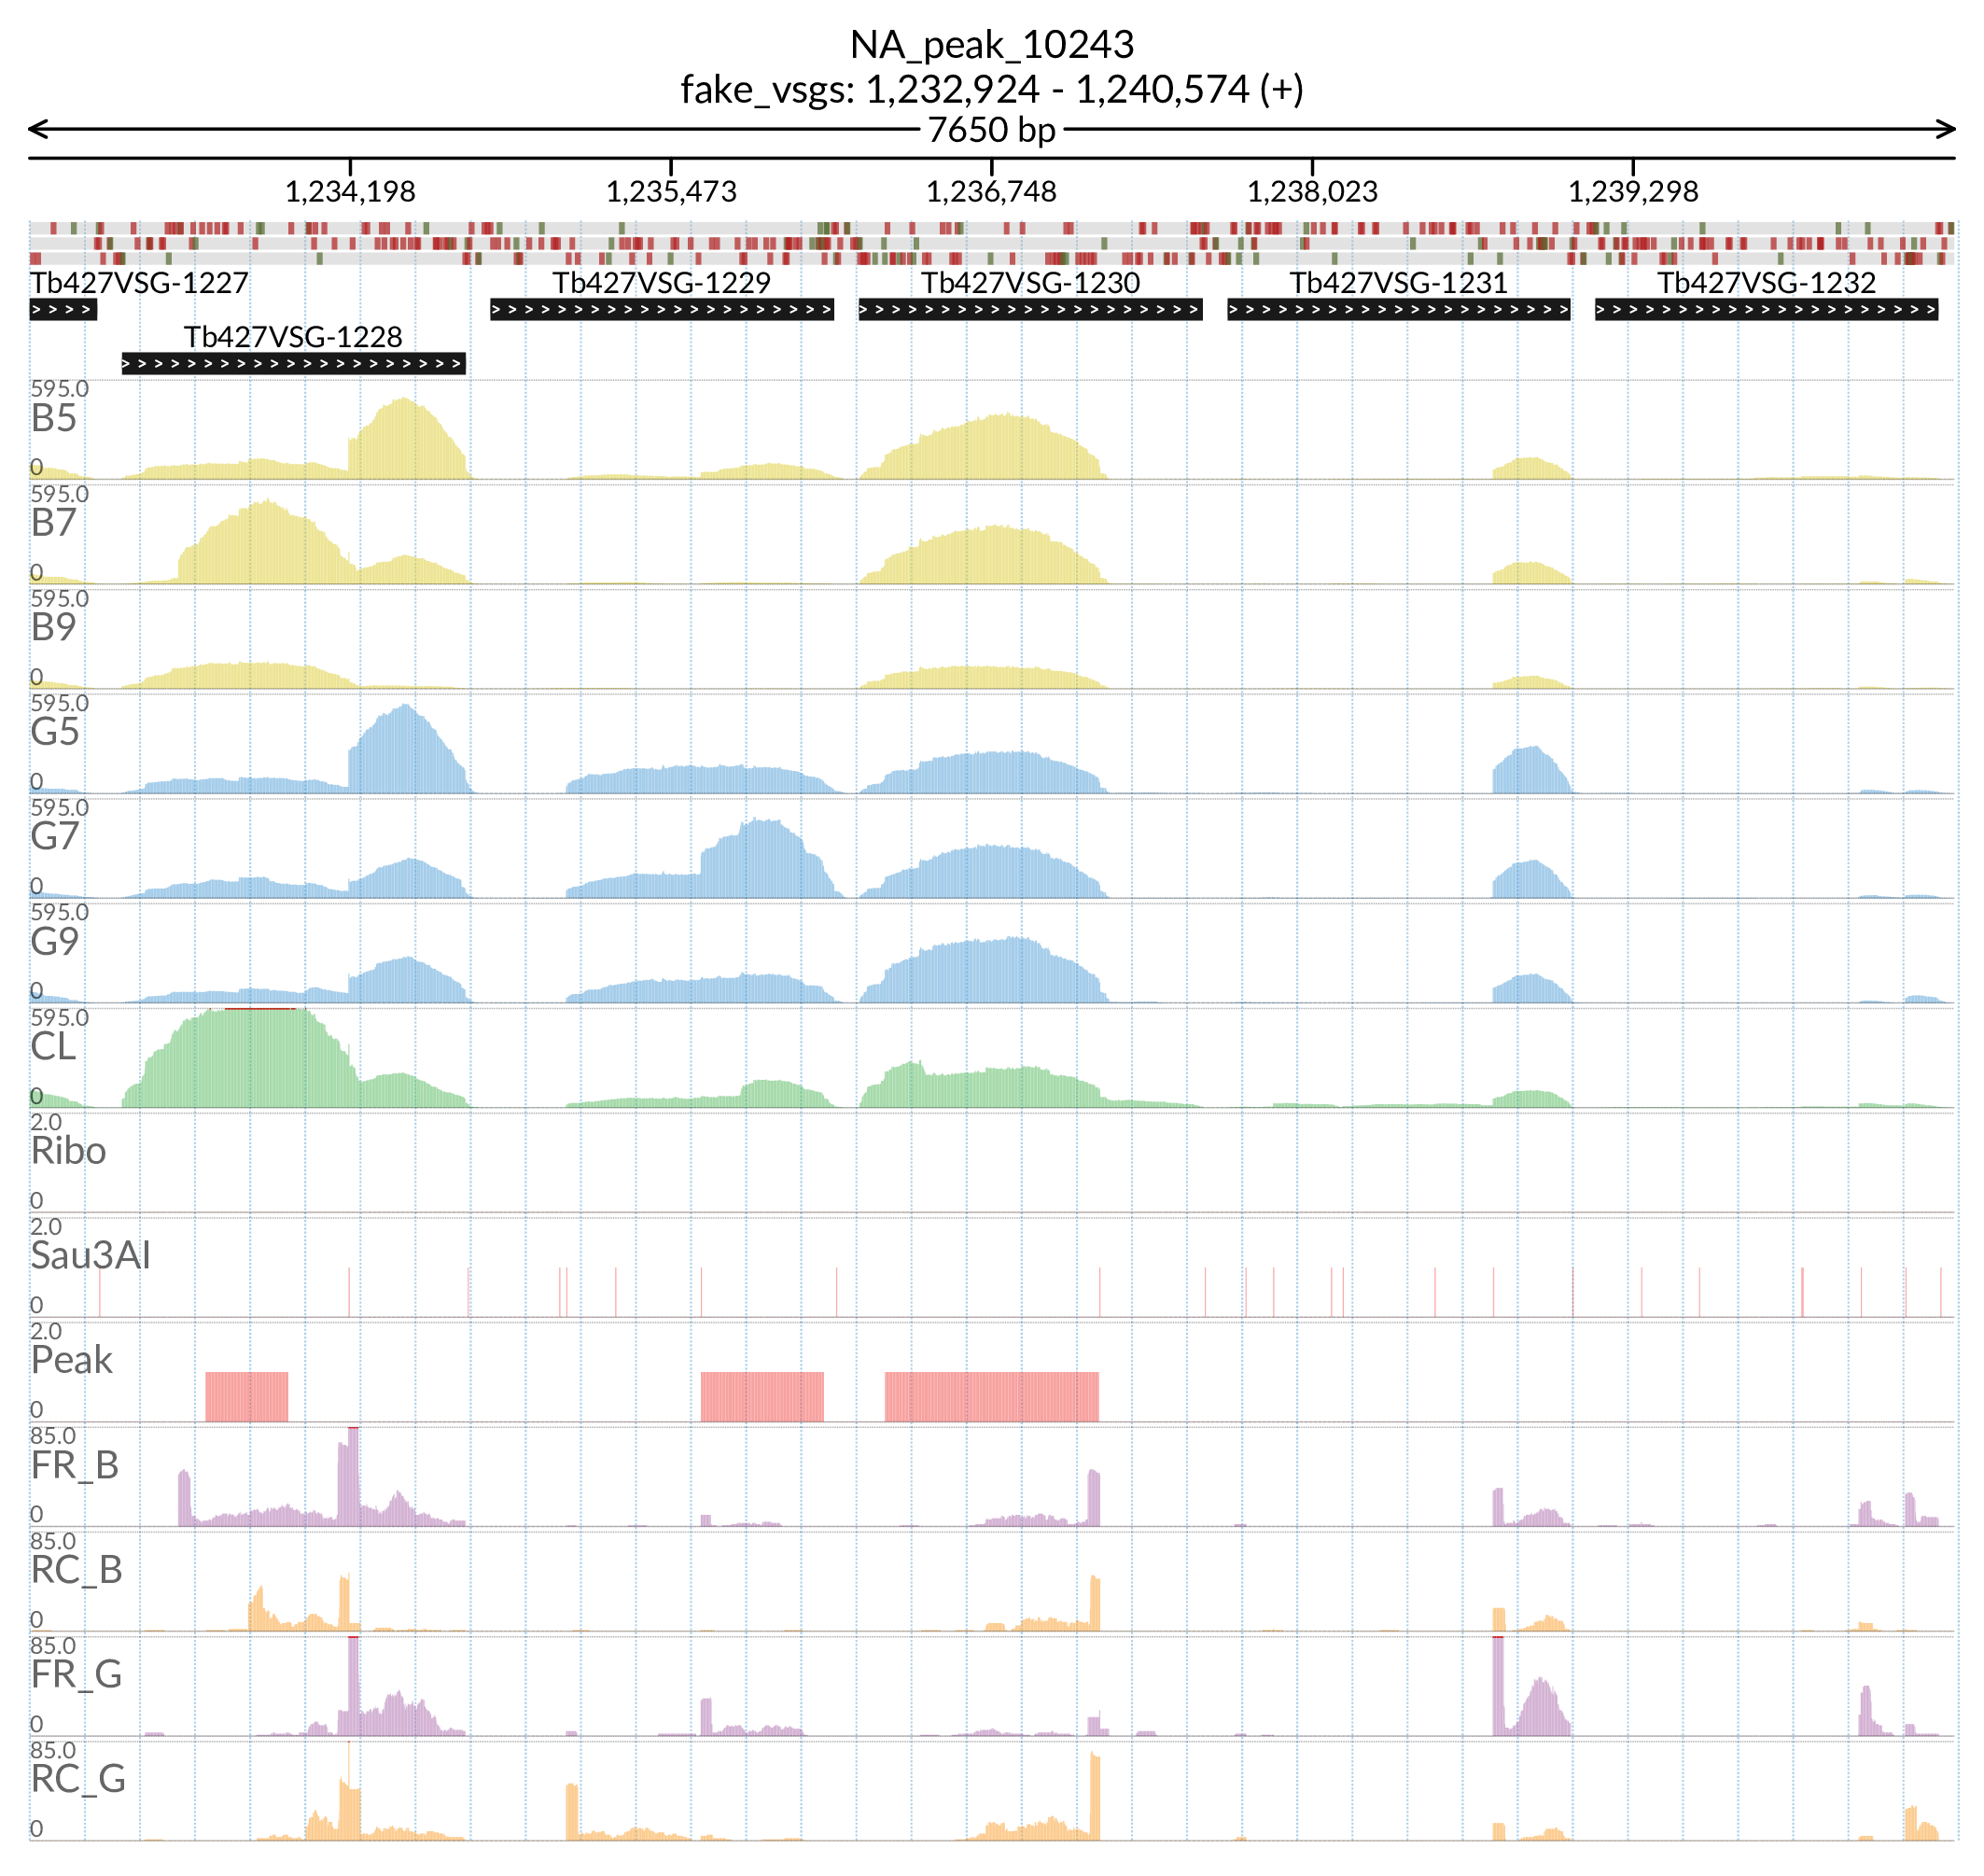 NA_peak_10243
fake_vsgs: 1,232,924 - 1,240,574 (+)
7650 bp
1,234,198 1,235,473 1,236,748 1,238,023 1,239,298
Tb427VSG-1227 Tb427VSG-1229 Tb427VSG-1230 Tb427VSG-1231 Tb427VSG-1232
Tb427VSG-1228
595.0
B5
0
595.0
B7
0
595.0
B9
0
595.0
G5
0
595.0
G7
0
595.0
G9
0
595.0
CL
0
2.0
Ribo
0
2.0
Sau3AI
0
2.0
Peak
0
85.0
FR_B
0
85.0
RC_B
0
85.0
FR_G
0
85.0
RC_G
0